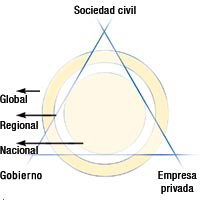 Sociedad civil
Global
Regional
Nacional
Gobierno
Empresa
privada